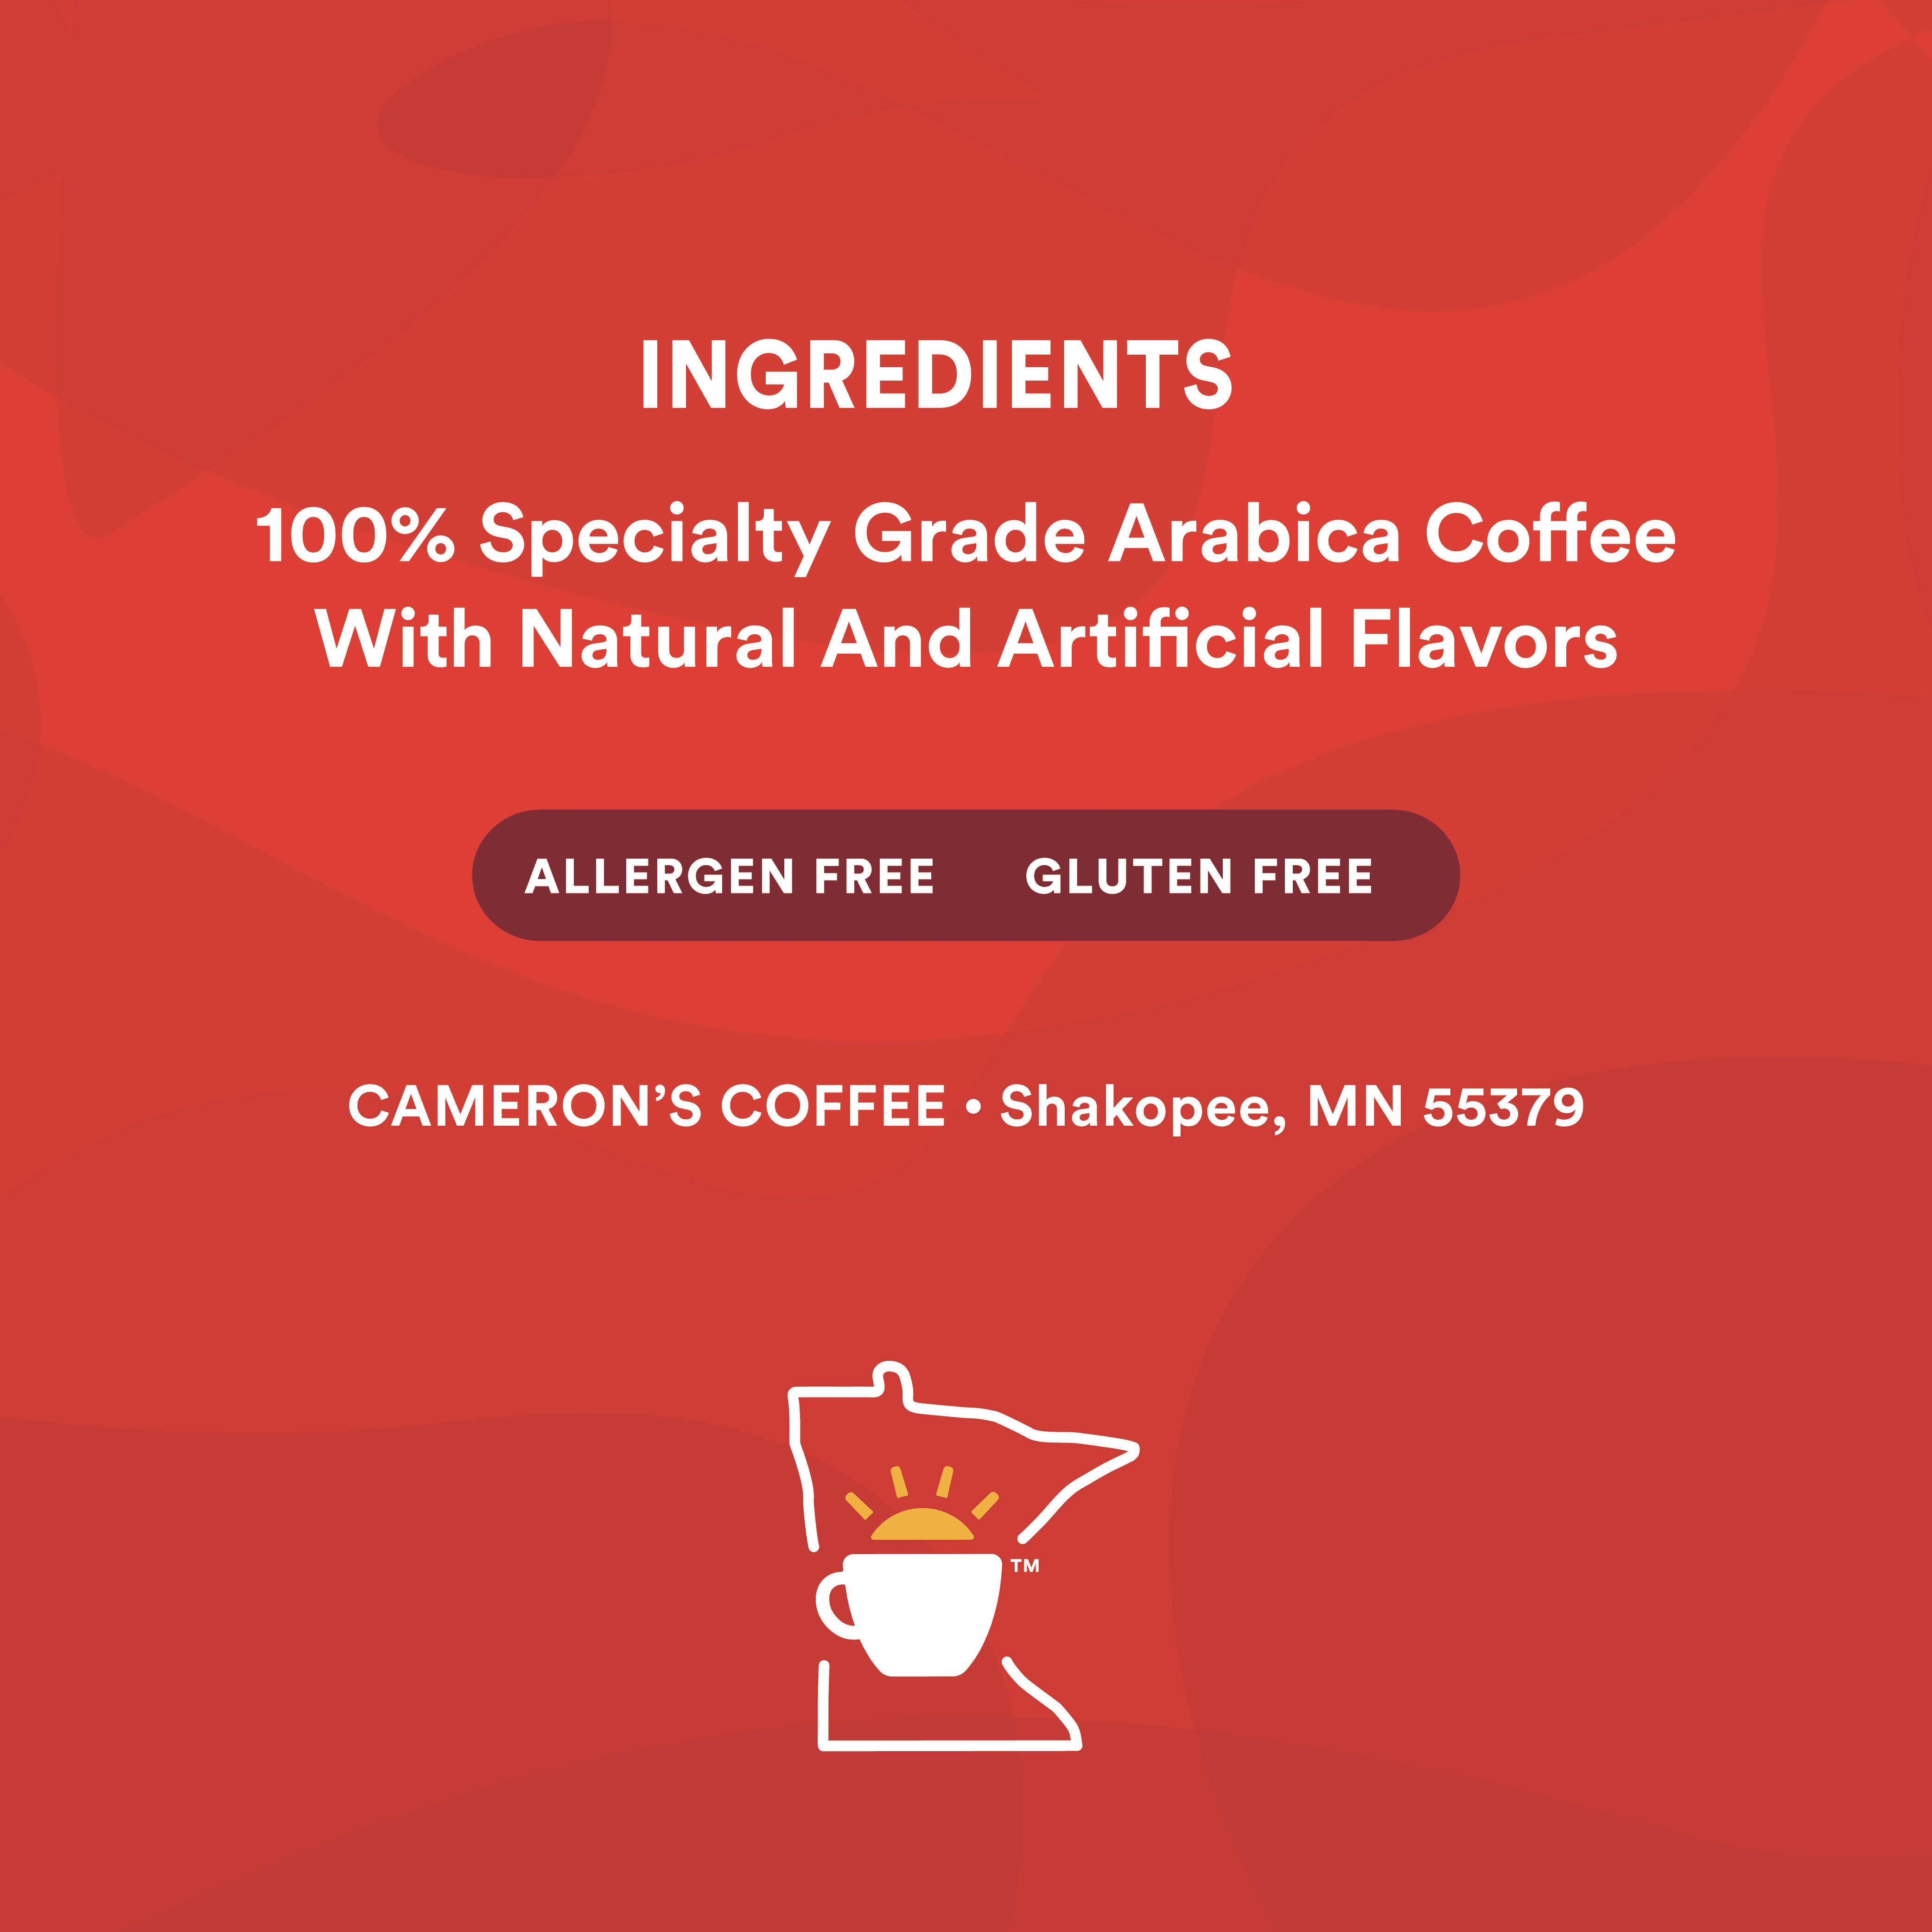 INGREDIENTS
100% Specialty Grade Arabica Coffee
With Natural And Artificial Flavors
ALLERGEN FREE GLUTEN FREE
CAMERON’S COFFEE • Shakopee, MN 55379
TM